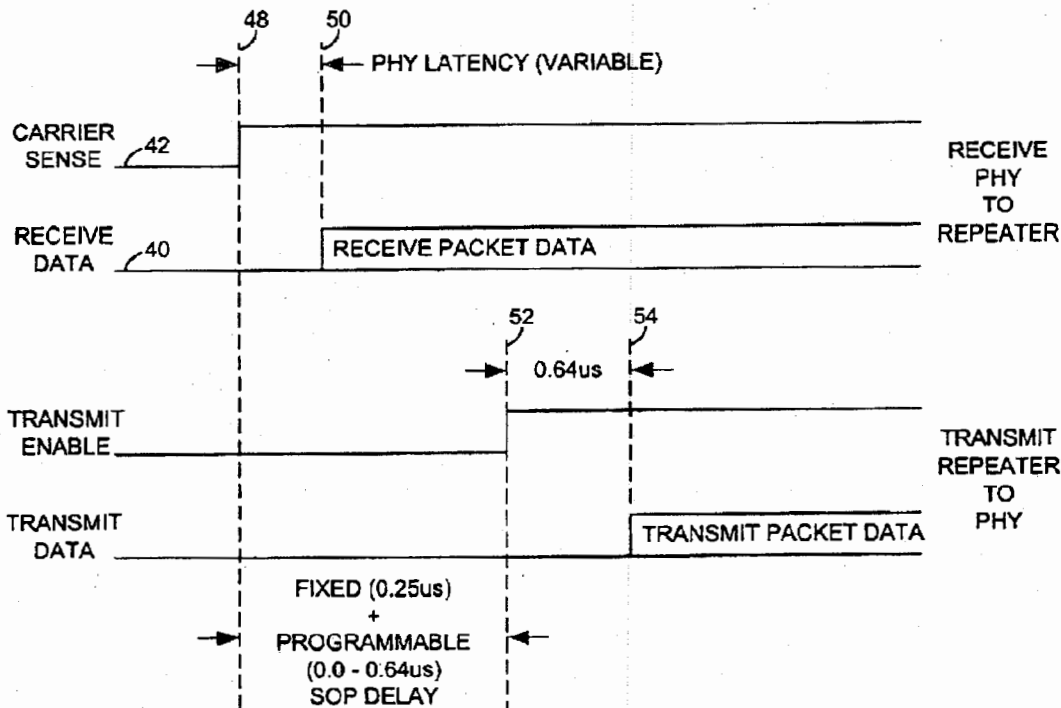 48
50
PHY LATENCY (VARIABLE)
CARRIER
SENSE
42
RECEIVE
PHY
TO
REPEATER
RECEIVE
DATA
40
RECEIVE PACKET DATA
52
54
0.64us
TRANSMIT
ENABLE
TRANSMIT
REPEATER
TO
PHY
TRANSMIT
DATA
TRANSMIT PACKET DATA
FIXED (0.25us)
+
PROGRAMMABLE
(0.0 - 0.64us)
SOP DELAY